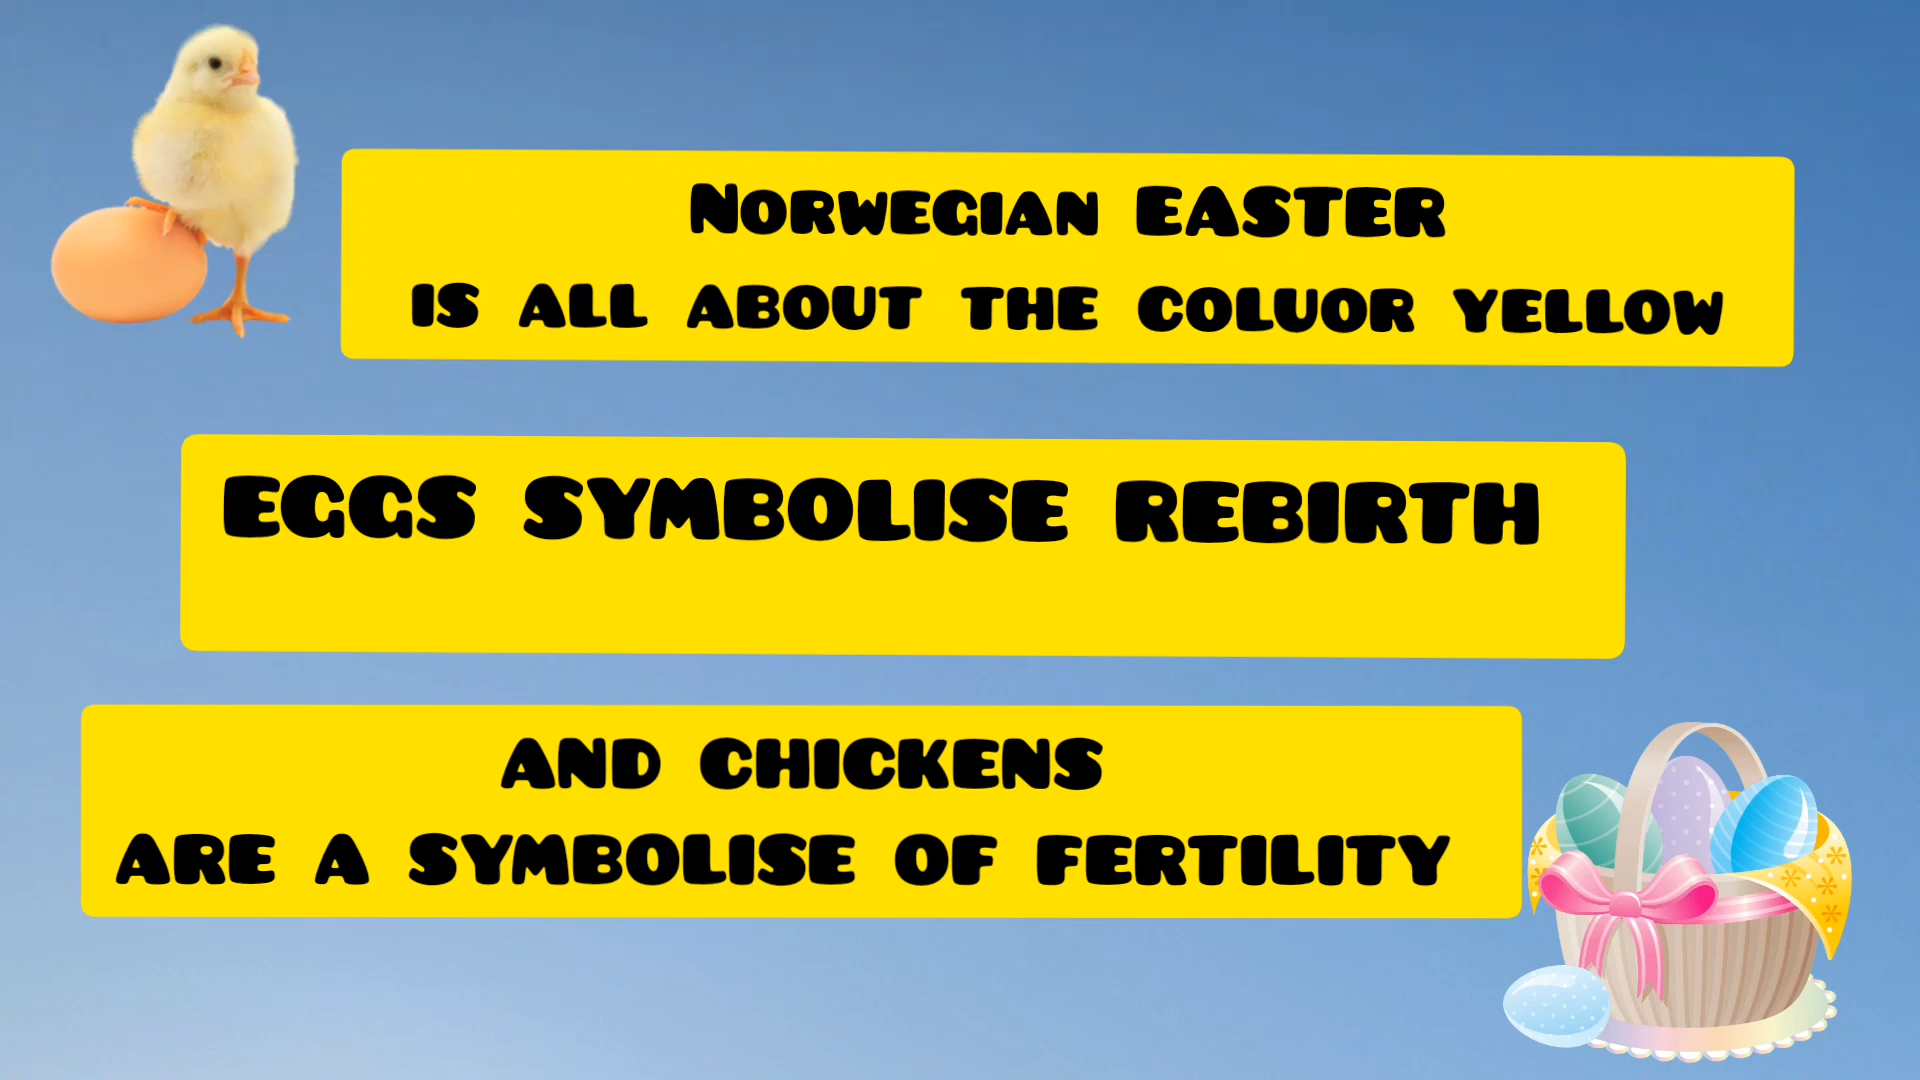 Norwegian EASTER
IS ALL ABOUT THE COLUOR YELLOW
EGGS SYMBOLISE REBIRTH
AND CHICKENS
ARE A SYMBOLISE OF FERTILITY